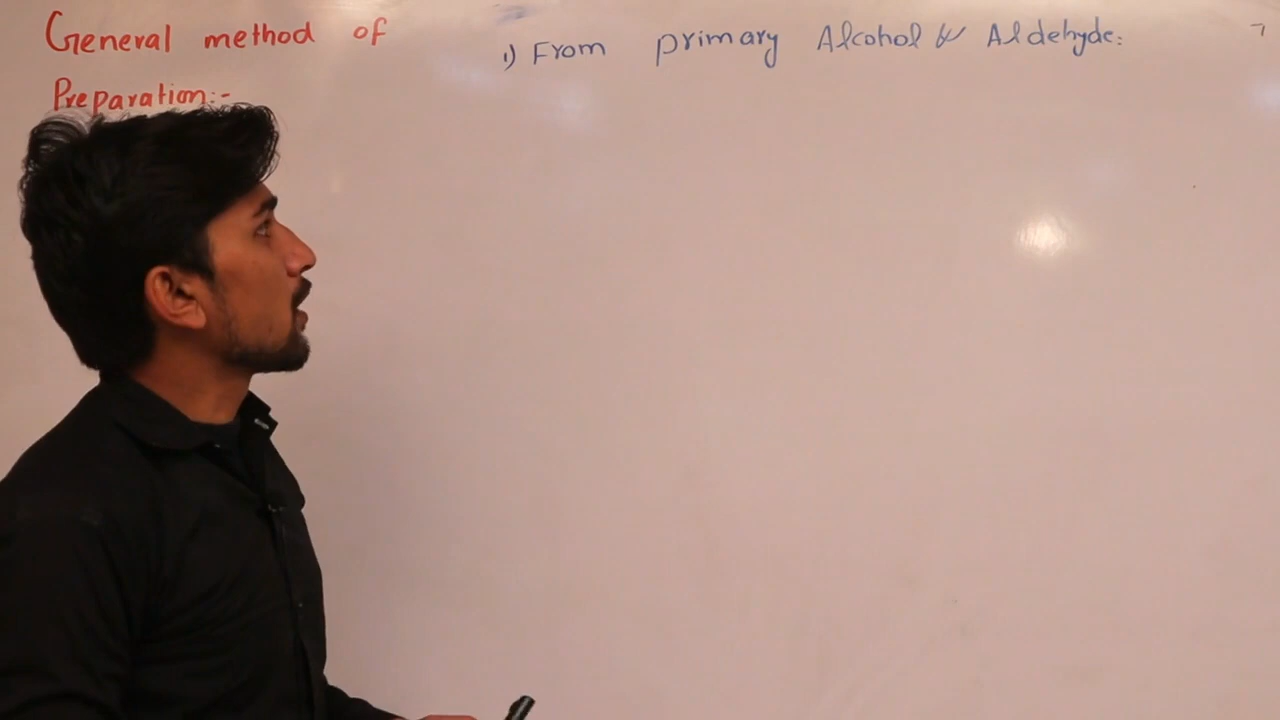 General method of
Preparation:-
1) From primary Alcohol & Aldehyde: